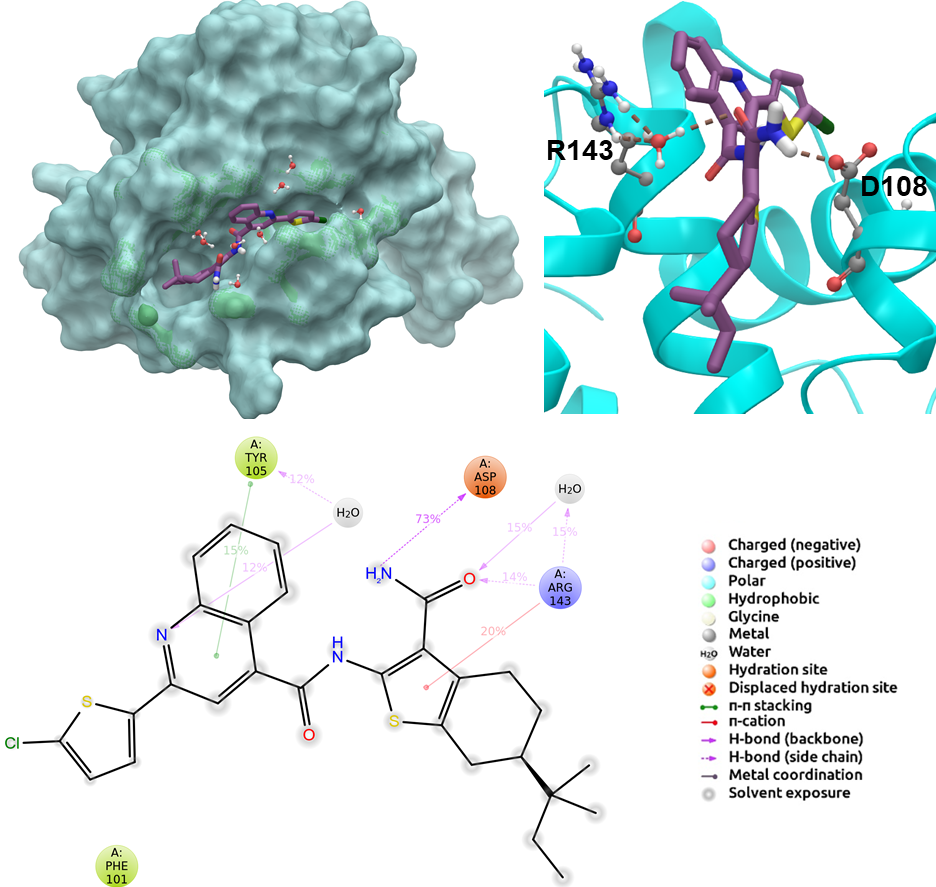 R143
D108
A:
TYR
105
12%
H₂O
15%
12%
A:
ASP
108
73%
H₂N
O
H₂O
15%
15%
14%
A:
ARG
143
20%
N
H
N
S
Cl
O
S
A:
PHE
101
Charged (negative)
Charged (positive)
Polar
Hydrophobic
Glycine
Metal
H₂O Water
Hydration site
Displaced hydration site
π-π stacking
π-cation
H-bond (backbone)
H-bond (side chain)
Metal coordination
Solvent exposure